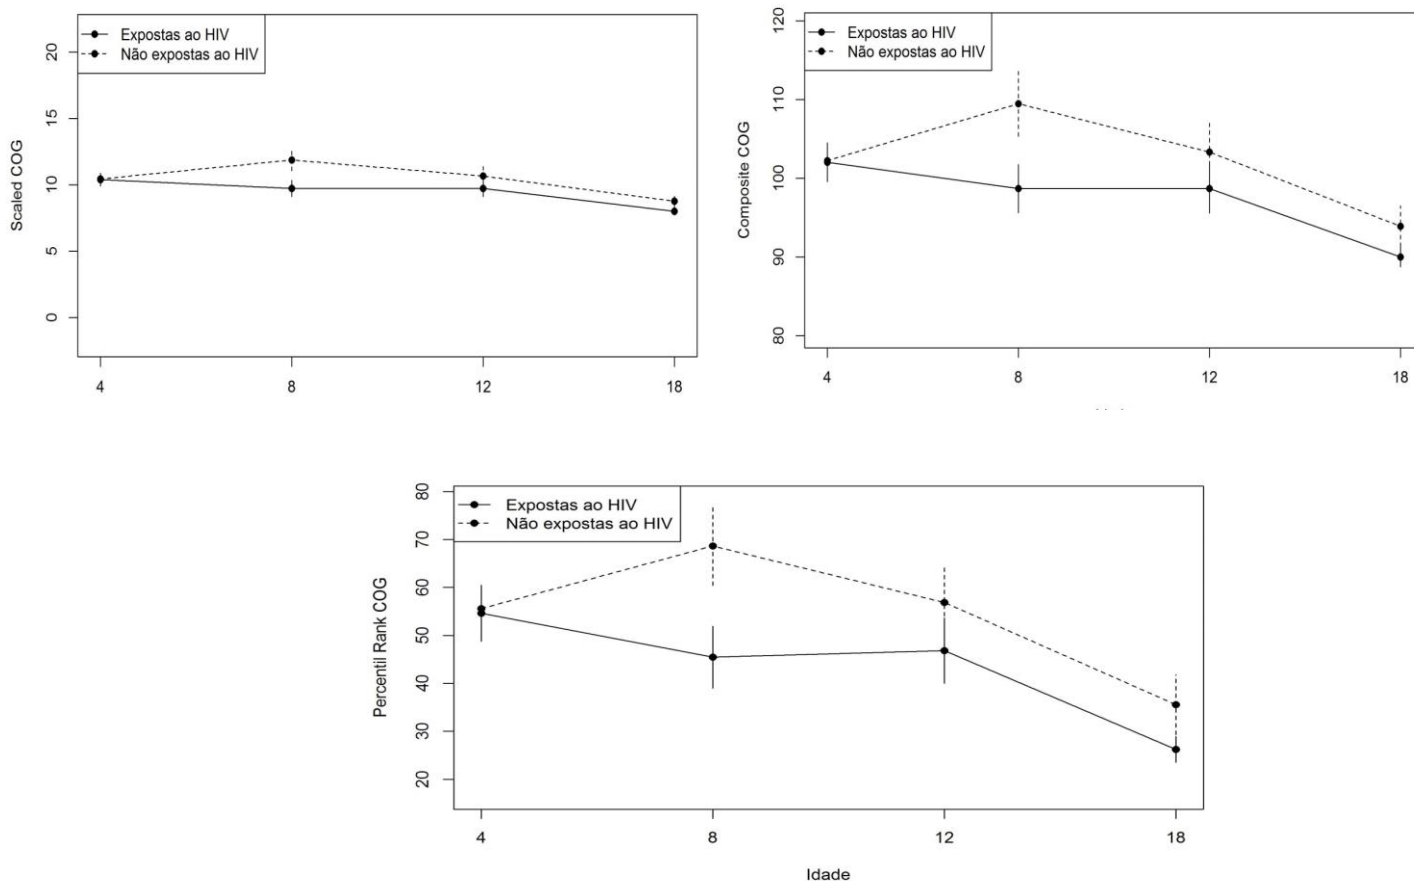 Expostas ao HIV
Não expostas ao HIV
Scaled COG
20
15
10
5
0
4 8 12 18
Expostas ao HIV
Não expostas ao HIV
Composite COG
120
110
100
90
80
4 8 12 18
Expostas ao HIV
Não expostas ao HIV
Percentil Rank COG
80
70
60
50
40
30
20
4 8 12 18
Idade